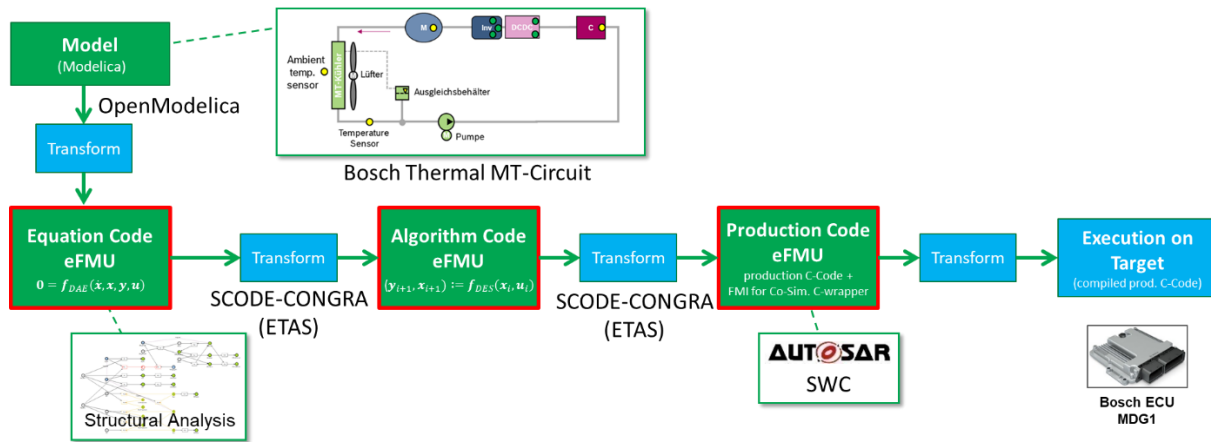 Model
(Modelica)
OpenModelica
Transform
M
Inv
DCDC
C
Ambient
temp.
sensor
MT-Kühler
Lüfter
Ausgleichsbehälter
Temperature
Sensor
Pumpe
Bosch Thermal MT-Circuit
Equation Code
eFMU
0 = f_DAE(ẋ, x, y, u)
Transform
SCODE-CONGRA
(ETAS)
Algorithm Code
eFMU
(y_{i+1}, x_{i+1}) := f_DES(x_i, u_i)
Transform
SCODE-CONGRA
(ETAS)
Production Code
eFMU
production C-Code +
FMI for Co-Sim. C-wrapper
Transform
Execution on
Target
(compiled prod. C-Code)
Structural Analysis
AUTOSAR
SWC
Bosch ECU
MDG1